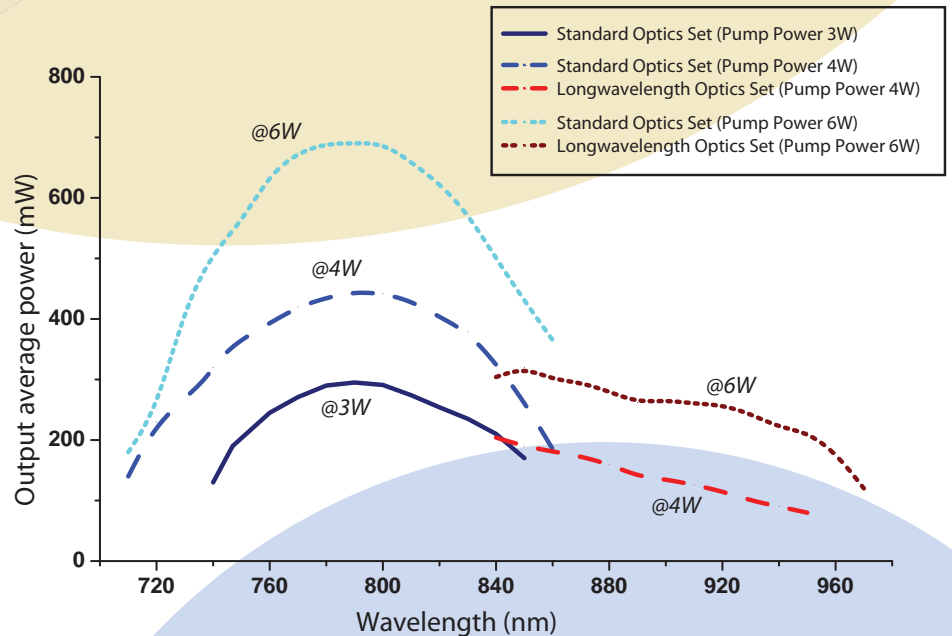 Standard Optics Set (Pump Power 3W)
Standard Optics Set (Pump Power 4W)
Longwavelength Optics Set (Pump Power 4W)
Standard Optics Set (Pump Power 6W)
Longwavelength Optics Set (Pump Power 6W)
800
600
400
200
0
Output average power (mW)
@6W
@4W
@3W
@6W
@4W
720 760 800 840 880 920 960
Wavelength (nm)